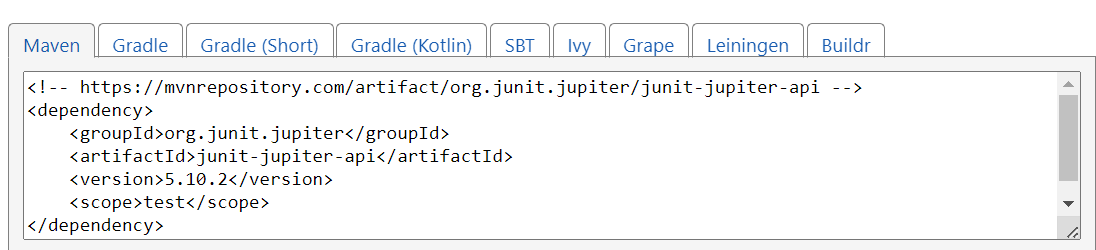 Maven Gradle Gradle (Short) Gradle (Kotlin) SBT Ivy Grape Leiningen Buildr
<!-- https://mvnrepository.com/artifact/org.junit.jupiter/junit-jupiter-api -->
<dependency>
    <groupId>org.junit.jupiter</groupId>
    <artifactId>junit-jupiter-api</artifactId>
    <version>5.10.2</version>
    <scope>test</scope>
</dependency>